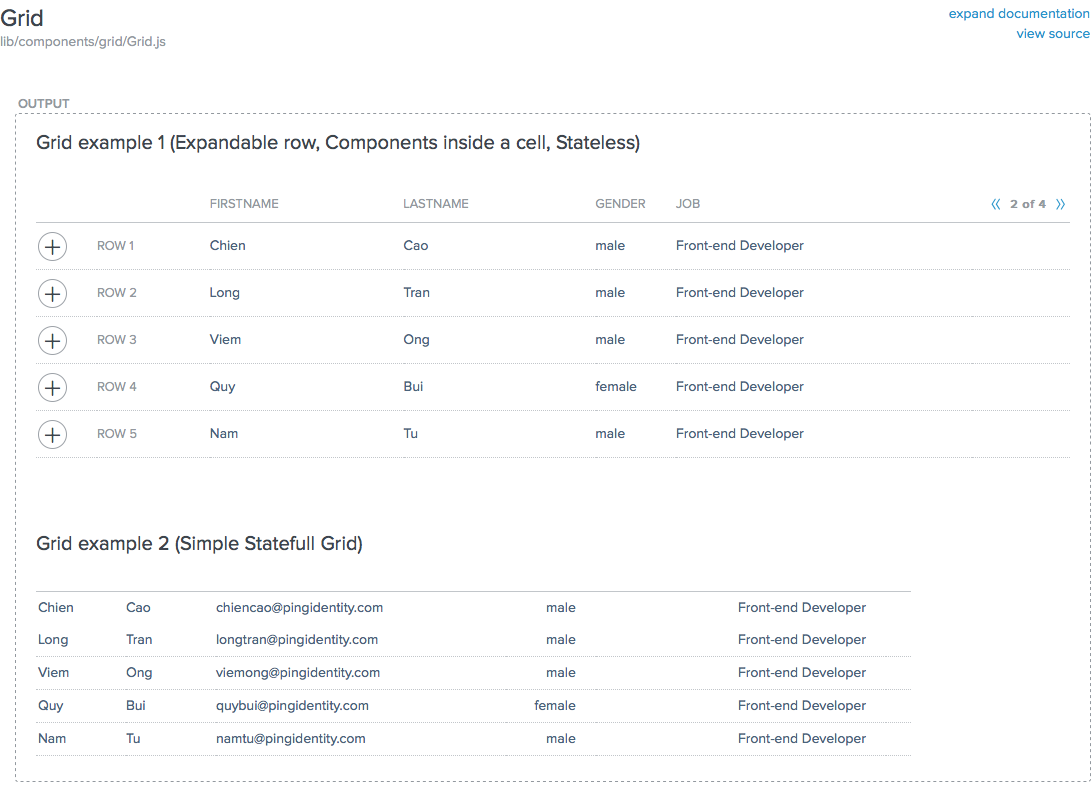 Grid
expand documentation
lib/components/grid/Grid.js
view source
OUTPUT
Grid example 1 (Expandable row, Components inside a cell, Stateless)
FIRSTNAME LASTNAME GENDER JOB « 2 of 4 »
ROW 1 Chien Cao male Front-end Developer
ROW 2 Long Tran male Front-end Developer
ROW 3 Viem Ong male Front-end Developer
ROW 4 Quy Bui female Front-end Developer
ROW 5 Nam Tu male Front-end Developer
Grid example 2 (Simple Statefull Grid)
Chien Cao chiencao@pingidentity.com male Front-end Developer
Long Tran longtran@pingidentity.com male Front-end Developer
Viem Ong viemong@pingidentity.com male Front-end Developer
Quy Bui quybui@pingidentity.com female Front-end Developer
Nam Tu namtu@pingidentity.com male Front-end Developer